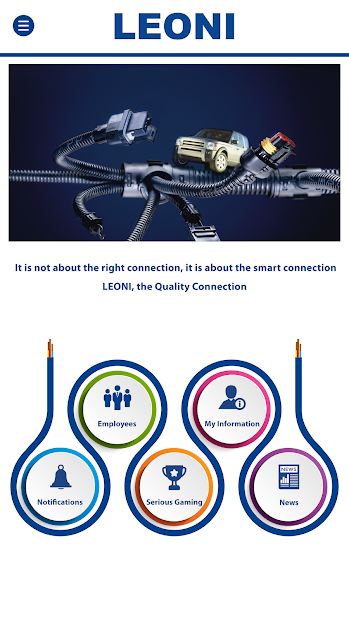 LEONI
It is not about the right connection, it is about the smart connection
LEONI, the Quality Connection
Employees
My Information
Notifications
Serious Gaming
NEWS
News